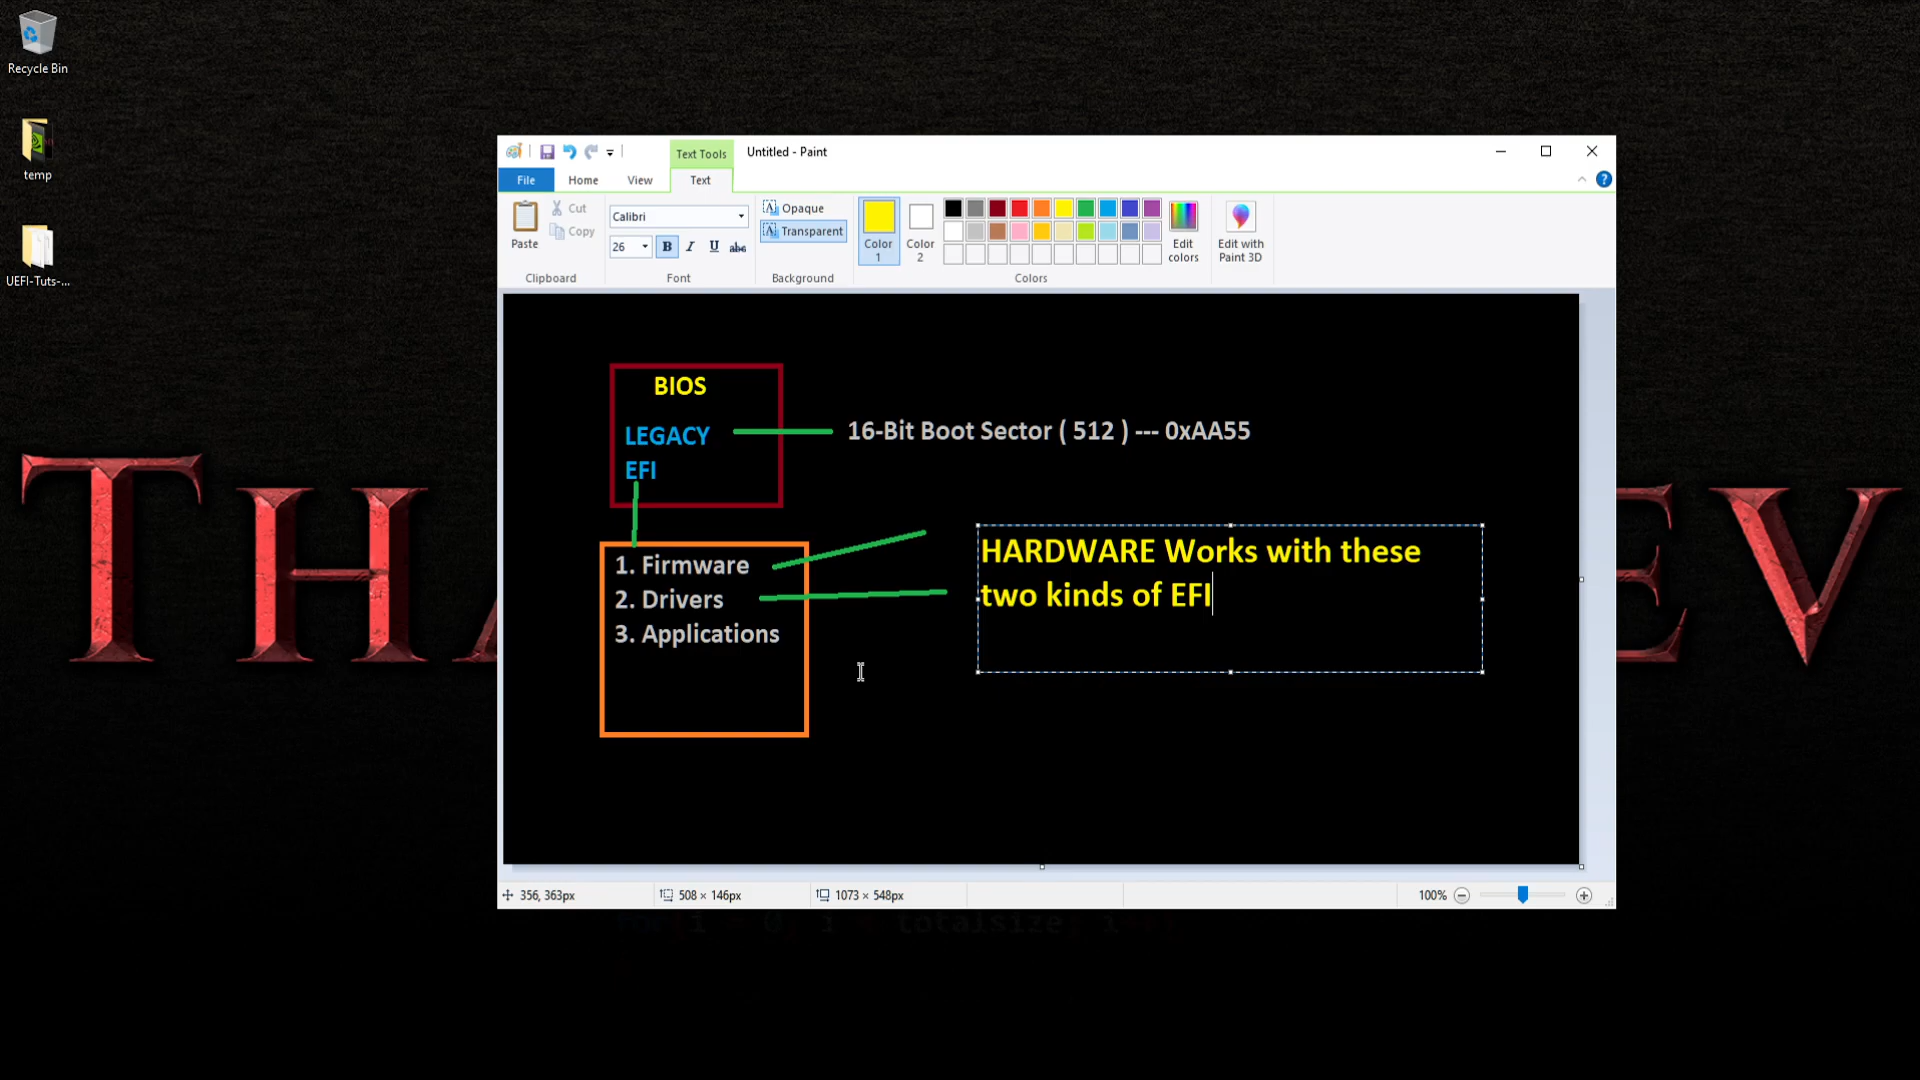 Recycle Bin
temp
UEFI-Tuts-...
Text Tools
Untitled - Paint
File
Home
View
Text
Paste
Cut
Copy
Clipboard
Calibri
26
B
I
U
abc
Font
Opaque
Transparent
Background
Color 1
Color 2
Edit colors
Edit with Paint 3D
Colors
BIOS
LEGACY
EFI
16-Bit Boot Sector ( 512 ) --- 0xAA55
1. Firmware
2. Drivers
3. Applications
HARDWARE Works with these
two kinds of EFI
356, 363px
508 × 146px
1073 × 548px
100%